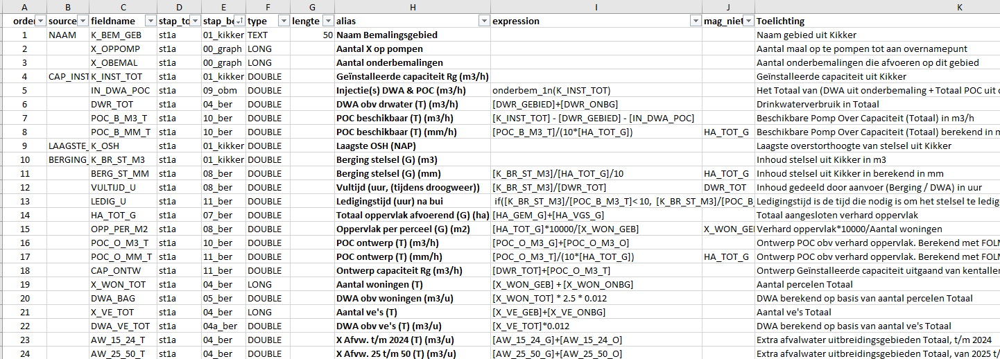 A B C D E F G H I J K
order source fieldname stap_to stap_be type lengte alias expression mag_niet Toelichting
1 NAAM K_BEM_GEB st1a 01_kikker TEXT 50 Naam Bemalingsgebied Naam gebied uit Kikker
2 X_OPPOMP st1a 00_graph LONG Aantal X op pompen Aantal maal op te pompen tot aan overnamepunt
3 X_OBEMAL st1a 00_graph LONG Aantal onderbemalingen Aantal onderbemalingen die afvoeren op dit gebied
4 CAP_INST K_INST_TOT st1a 01_kikker DOUBLE Geïnstalleerde capaciteit Rg (m3/h) Geïnstalleerde capaciteit uit Kikker
5 IN_DWA_POC st1a 09_obm DOUBLE Injectie(s) DWA & POC (m3/h) onderbem_1n(K_INST_TOT) Het Totaal van (DWA uit onderbemaling + Totaal POC uit
6 DWR_TOT st1a 04_ber DOUBLE DWA obv drwater (T) (m3/h) [DWR_GEBIED]+[DWR_ONBG] Drinkwaterverbruik in Totaal
7 POC_B_M3_T st1a 10_ber DOUBLE POC beschikbaar (T) (m3/h) [K_INST_TOT] - [DWR_GEBIED] - [IN_DWA_POC] Beschikbare Pomp Over Capaciteit (Totaal) in m3/h
8 POC_B_MM_T st1a 10_ber DOUBLE POC beschikbaar (T) (mm/h) [POC_B_M3_T]/(10*[HA_TOT_G]) HA_TOT_G Beschikbare Pomp Over Capaciteit (Totaal) berekend in
9 LAAGSTE_ K_OSH st1a 01_kikker DOUBLE Laagste OSH (NAP) Laagste overstorthoogte van stelsel uit Kikker
10 BERGING_ K_BR_ST_M3 st1a 01_kikker DOUBLE Berging stelsel (G) (m3) Inhoud stelsel uit Kikker in m3
11 BERG_ST_MM st1a 08_ber DOUBLE Berging stelsel (G) (mm) [K_BR_ST_M3]/[HA_TOT_G]/10 HA_TOT_G Inhoud stelsel uit Kikker in berekend in mm
12 VULTIJD_U st1a 08_ber DOUBLE Vultijd (uur, (tijdens droogweer)) [K_BR_ST_M3]/[DWR_TOT] DWR_TOT Inhoud gedeeld door aanvoer (Berging / DWA) in uur
13 LEDIG_U st1a 11_ber DOUBLE Ledigingstijd (uur) na bui if([K_BR_ST_M3]/[POC_B_M3_T]<10, [K_BR_ST_M3]/[POC_B_ Ledigingstijd is de tijd die nodig is om het stelsel te ledig
14 HA_TOT_G st1a 07_ber DOUBLE Totaal oppervlak afvoerend (G) (ha) [HA_GEM_G]+[HA_VGS_G] Totaal aangesloten verhard oppervlak
15 OPP_PER_M2 st1a 08_ber DOUBLE Oppervlak per perceel (G) (m2) [HA_TOT_G]*10000/[X_WON_GEB] X_WON_GE Verhard oppervlak*10000/Aantal woningen
16 POC_O_M3_T st1a 10_ber DOUBLE POC ontwerp (T) (m3/h) [POC_O_M3_G]+[POC_O_M3_O] Ontwerp POC obv verhard oppervlak. Berekend met FOLM
17 POC_O_MM_T st1a 11_ber DOUBLE POC ontwerp (T) (mm/h) [POC_O_M3_T]/(10*[HA_TOT_G]) HA_TOT_G Ontwerp POC obv verhard oppervlak. Berekend met FOLM
18 CAP_ONTW st1a 11_ber DOUBLE Ontwerp capaciteit Rg (m3/h) [DWR_TOT]+[POC_O_M3_T] Ontwerp Geïnstalleerde capaciteit uitgaand van kentaller
19 X_WON_TOT st1a 04_ber LONG Aantal woningen (T) [X_WON_GEB] + [X_WON_ONBG] Aantal percelen Totaal
20 DWA_BAG st1a 05_ber DOUBLE DWA obv woningen (m3/u) [X_WON_TOT] * 2.5 * 0.012 DWA berekend op basis van aantal percelen Totaal
21 X_VE_TOT st1a 04_ber LONG Aantal ve's (T) [X_VE_GEB]+[X_VE_ONBG] Aantal ve's Totaal
22 DWA_VE_TOT st1a 04a_ber DOUBLE DWA obv ve's (T) (m3/u) [X_VE_TOT]*0.012 DWA berekend op basis van aantal ve's Totaal
23 AW_15_24_T st1a 04_ber DOUBLE X Afvw. t/m 2024 (T) (m3/u) [AW_15_24_G]+[AW_15_24_O] Extra afvalwater uitbreidingsgebieden Totaal, t/m 2024
24 AW_25_50_T st1a 04_ber DOUBLE X Afvw. 25 t/m 50 (T) (m3/u) [AW_25_50_G]+[AW_25_50_O] Extra afvalwater uitbreidingsgebieden Totaal, van 2025 t/